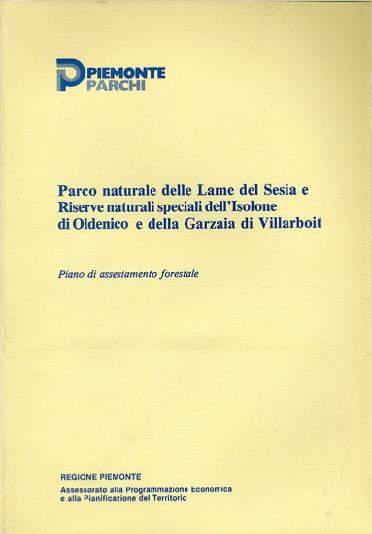 PIEMONTE
PARCHI
Parco naturale delle Lame del Sesia e
Riserve naturali speciali dell'Isolone
di Oldenico e della Garzaia di Villarboit
Piano di assestamento forestale
REGIONE PIEMONTE
Assessorato alla Programmazione Economica
e alla Pianificazione del Territorio